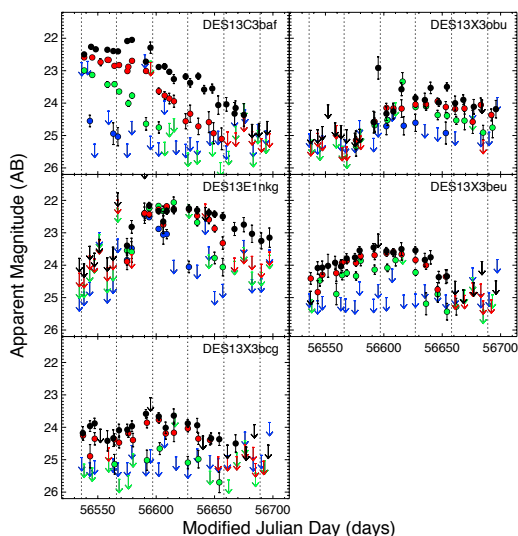 DES13C3baf
DES13X3obu
22
23
24
25
26
DES13E1nkg
DES13X3beu
22
23
24
25
26
DES13X3bcg
56550 56600 56650 56700
22
23
24
25
26
56550 56600 56650 56700
Apparent Magnitude (AB)
Modified Julian Day (days)